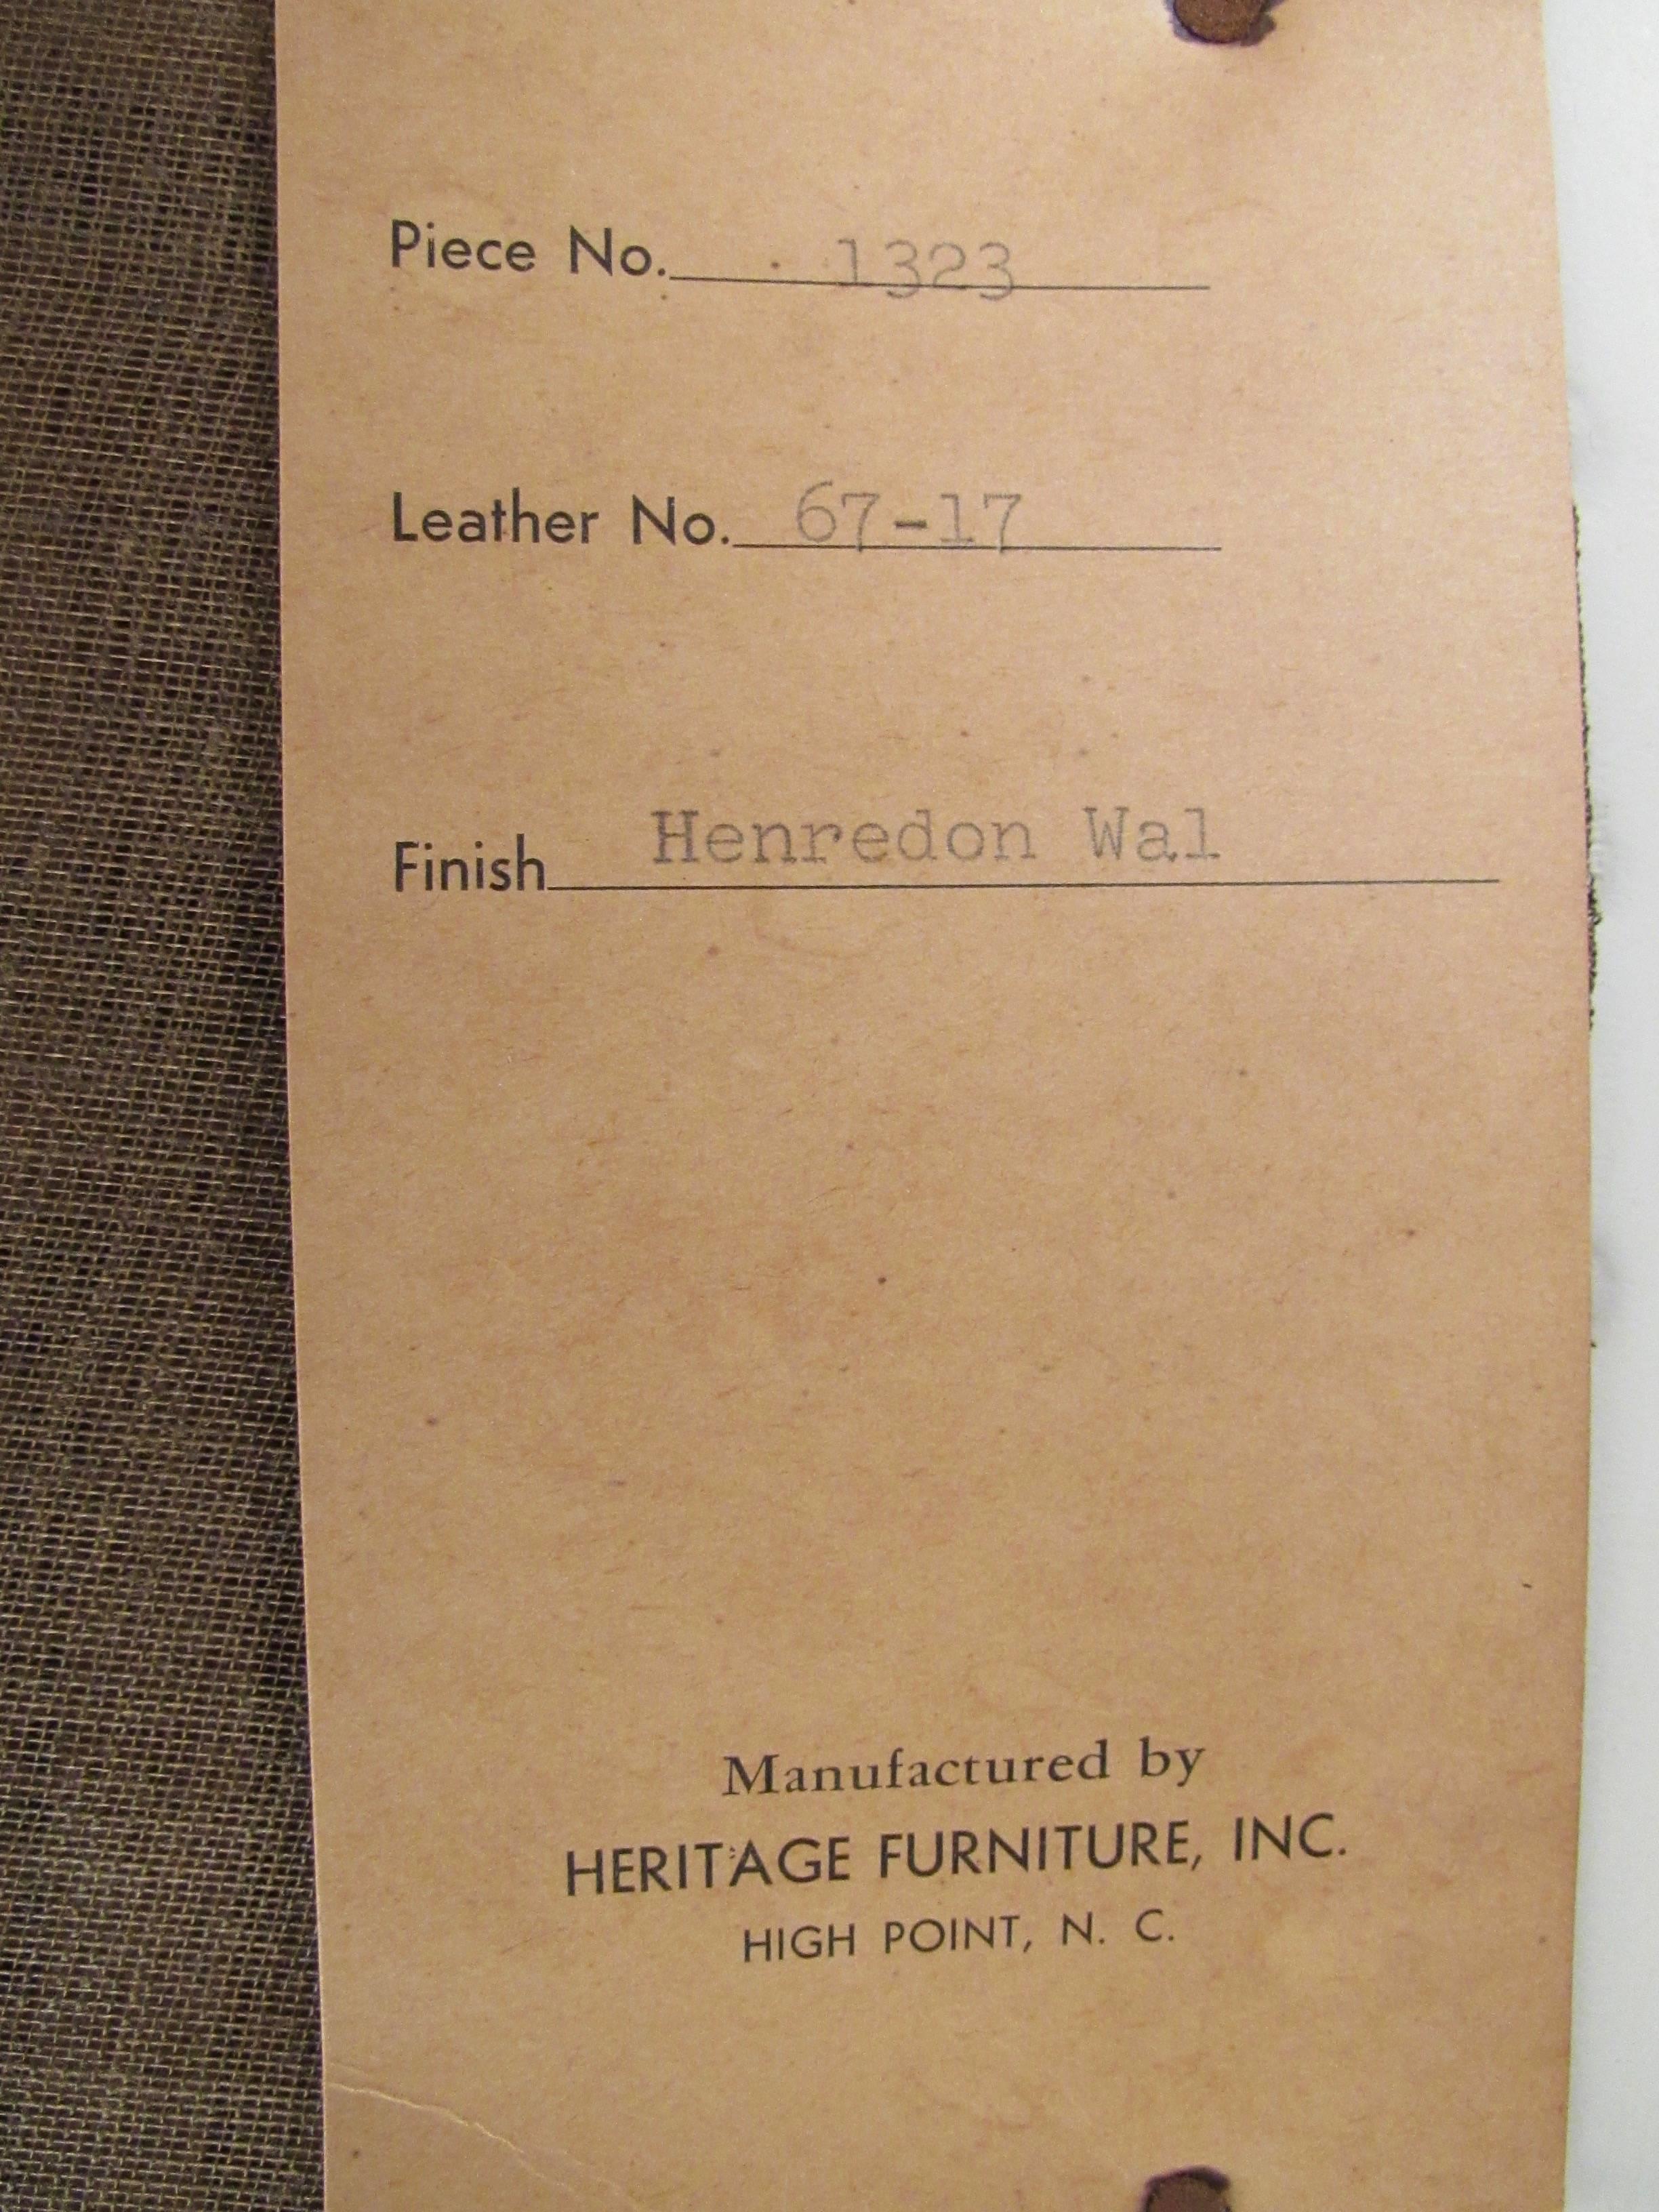 Piece No. 1323
Leather No. 67-17
Finish Henredon Wal
Manufactured by
HERITAGE FURNITURE, INC.
HIGH POINT, N. C.